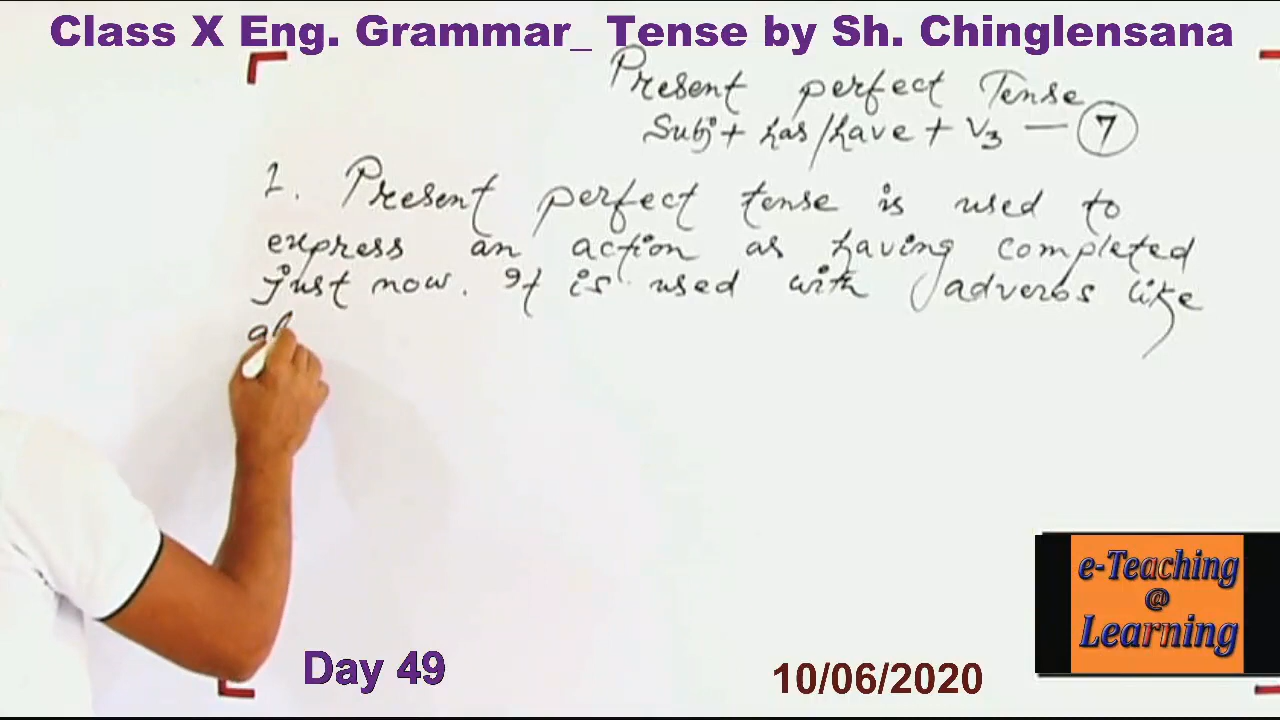 Class X Eng. Grammar_ Tense by Sh. Chinglensana
Present perfect Tense
Subj + has/have + V3 — 7
1. Present perfect tense is used to
express an action as having completed
just now. It is used with adverbs like
e-Teaching
@
Learning
Day 49
10/06/2020